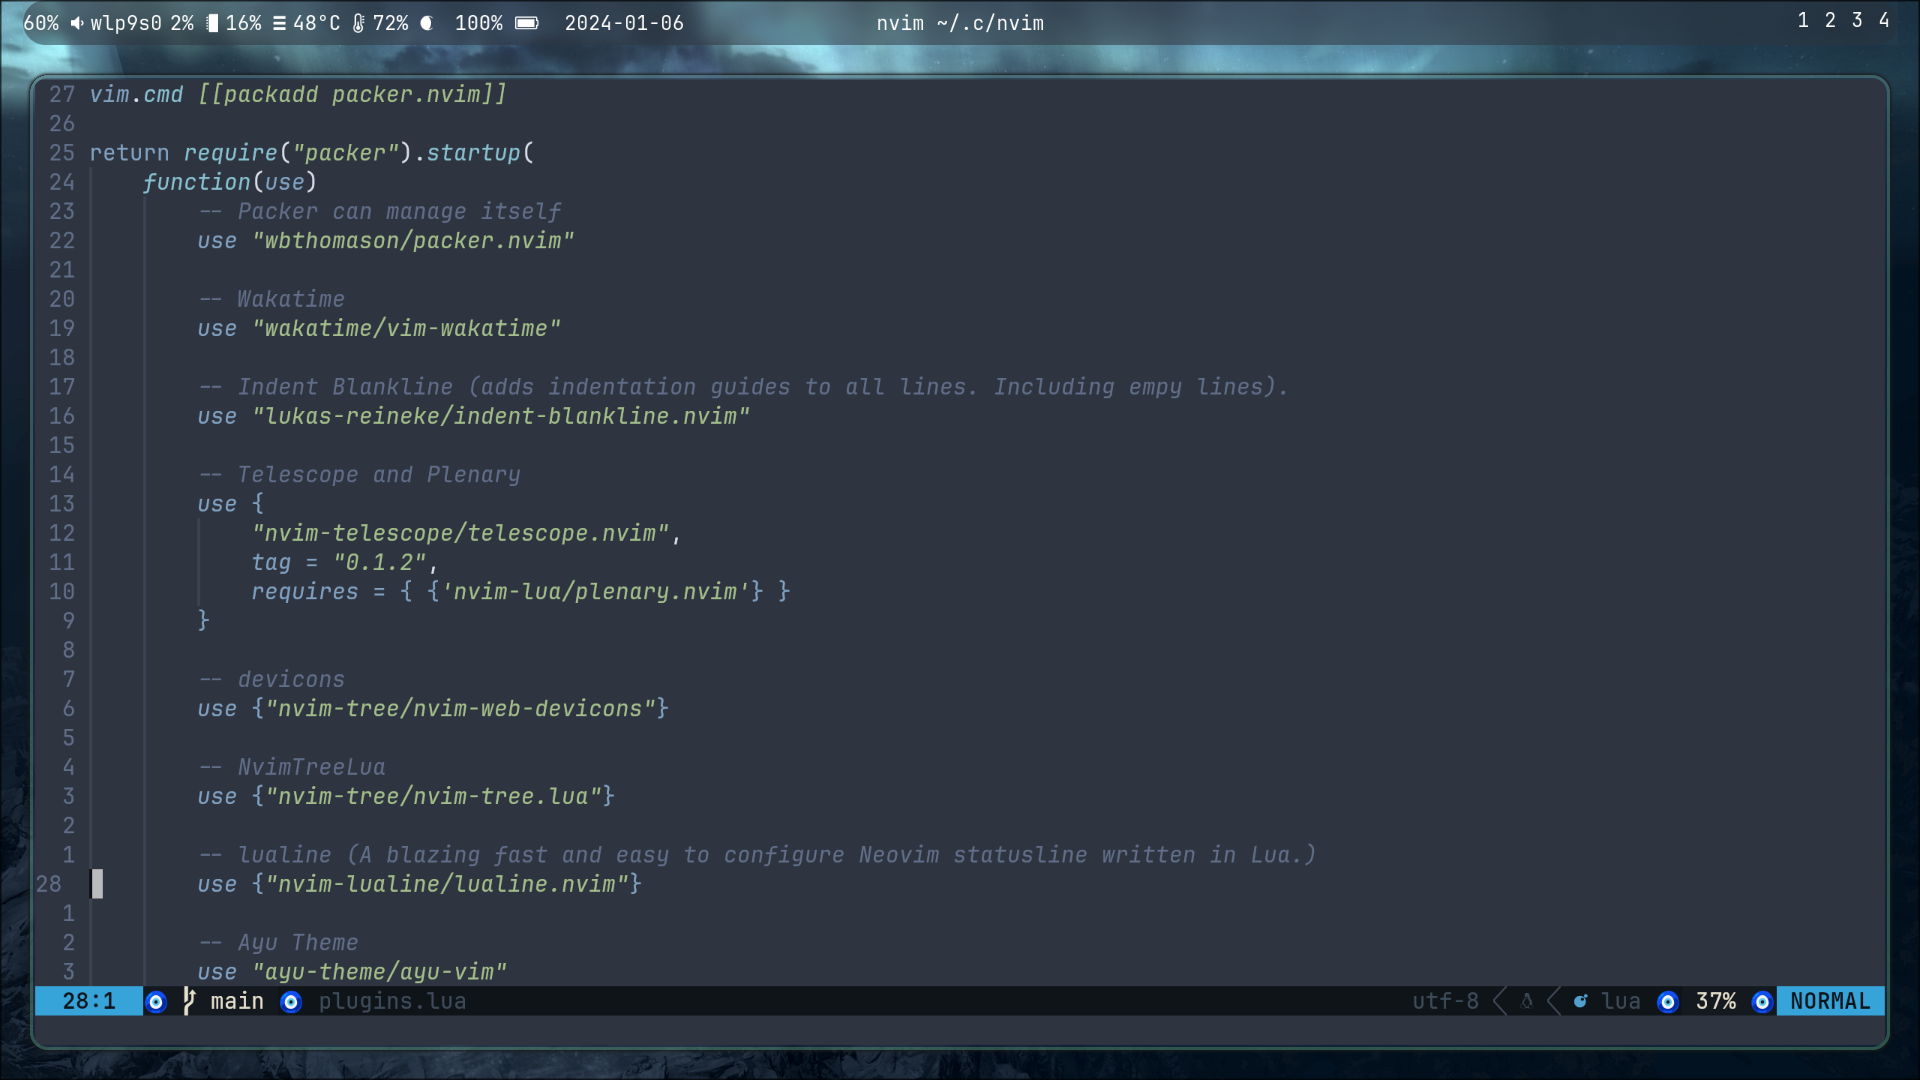 60% wlp9s0 2% 16% 48°C 72% 100% 2024-01-06 nvim ~/.c/nvim 1 2 3 4
27 vim.cmd [[packadd packer.nvim]]
26
25 return require("packer").startup(
24 function(use)
23 -- Packer can manage itself
22 use "wbthomason/packer.nvim"
21
20 -- Wakatime
19 use "wakatime/vim-wakatime"
18
17 -- Indent Blankline (adds indentation guides to all lines. Including empy lines).
16 use "lukas-reineke/indent-blankline.nvim"
15
14 -- Telescope and Plenary
13 use {
12 "nvim-telescope/telescope.nvim",
11 tag = "0.1.2",
10 requires = { {'nvim-lua/plenary.nvim'} }
9 }
8
7 -- devicons
6 use {"nvim-tree/nvim-web-devicons"}
5
4 -- NvimTreeLua
3 use {"nvim-tree/nvim-tree.lua"}
2
1 -- lualine (A blazing fast and easy to configure Neovim statusline written in Lua.)
28 use {"nvim-lualine/lualine.nvim"}
1
2 -- Ayu Theme
3 use "ayu-theme/ayu-vim"
28:1 main plugins.lua utf-8 lua 37% NORMAL